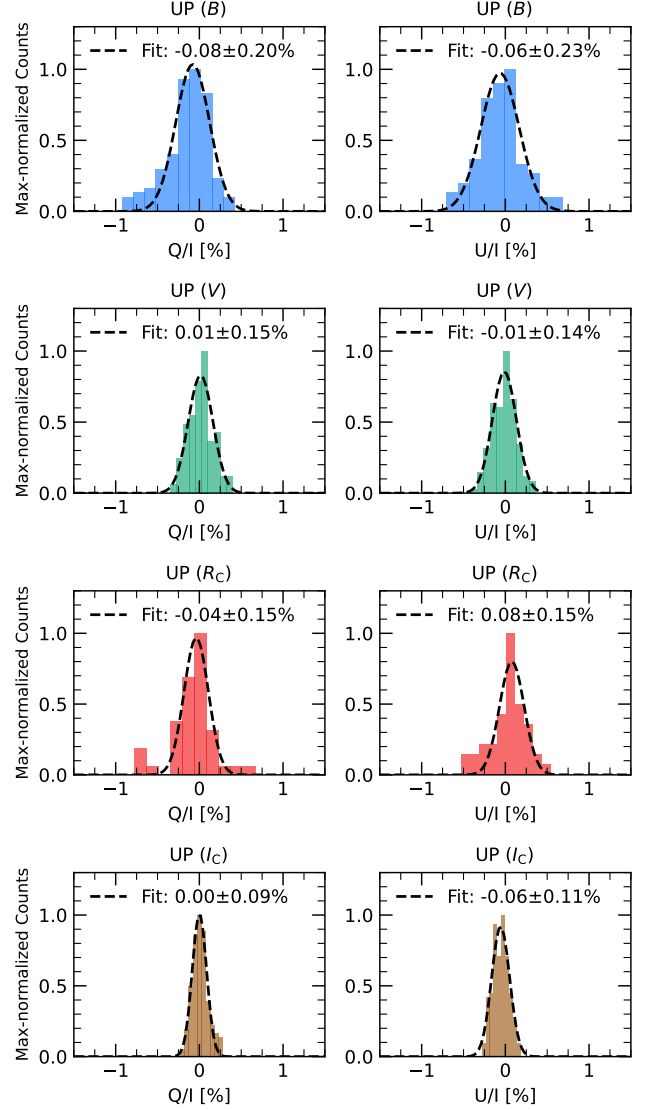 UP (B)
Max-normalized Counts
Fit: -0.08±0.20%
1.0
0.5
0.0
−1 0 1
Q/I [%]
UP (B)
Fit: -0.06±0.23%
1.0
0.5
0.0
−1 0 1
U/I [%]
UP (V)
Max-normalized Counts
Fit: 0.01±0.15%
1.0
0.5
0.0
−1 0 1
Q/I [%]
UP (V)
Fit: -0.01±0.14%
1.0
0.5
0.0
−1 0 1
U/I [%]
UP (R_C)
Max-normalized Counts
Fit: -0.04±0.15%
1.0
0.5
0.0
−1 0 1
Q/I [%]
UP (R_C)
Fit: 0.08±0.15%
1.0
0.5
0.0
−1 0 1
U/I [%]
UP (I_C)
Max-normalized Counts
Fit: 0.00±0.09%
1.0
0.5
0.0
−1 0 1
Q/I [%]
UP (I_C)
Fit: -0.06±0.11%
1.0
0.5
0.0
−1 0 1
U/I [%]